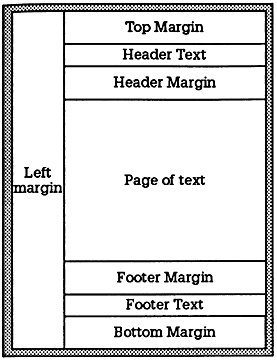 Top Margin
Header Text
Header Margin
Left
margin
Page of text
Footer Margin
Footer Text
Bottom Margin